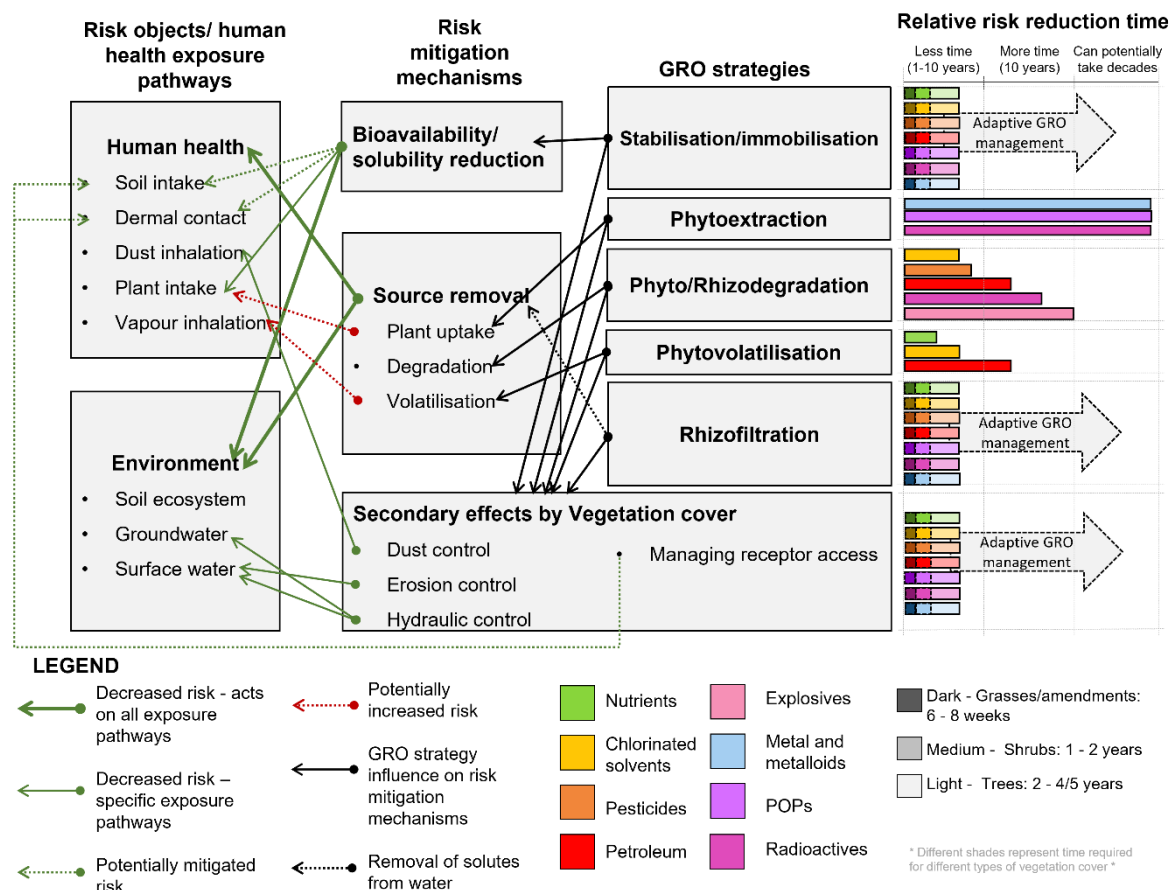 Risk objects/ human
health exposure
pathways
Risk
mitigation
mechanisms
GRO strategies
Relative risk reduction time
Less time
(1-10 years)
More time
(10 years)
Can potentially
take decades
Human health
• Soil intake
• Dermal contact
• Dust inhalation
• Plant intake
• Vapour inhalation
Environment
• Soil ecosystem
• Groundwater
• Surface water
Bioavailability/
solubility reduction
Source removal
Plant uptake
• Degradation
Volatilisation
Stabilisation/immobilisation
Phytoextraction
Phyto/Rhizodegradation
Phytovolatilisation
Rhizofiltration
Secondary effects by Vegetation cover
Dust control
Erosion control
Hydraulic control
• Managing receptor access
Adaptive GRO
management
Adaptive GRO
management
Adaptive GRO
management
LEGEND
Decreased risk - acts
on all exposure
pathways
Decreased risk –
specific exposure
pathways
Potentially mitigated
risk
Potentially
increased risk
GRO strategy
influence on risk
mitigation
mechanisms
Removal of solutes
from water
Nutrients
Chlorinated
solvents
Pesticides
Petroleum
Explosives
Metal and
metalloids
POPs
Radioactives
Dark - Grasses/amendments:
6 - 8 weeks
Medium - Shrubs: 1 - 2 years
Light - Trees: 2 - 4/5 years
* Different shades represent time required
for different types of vegetation cover *